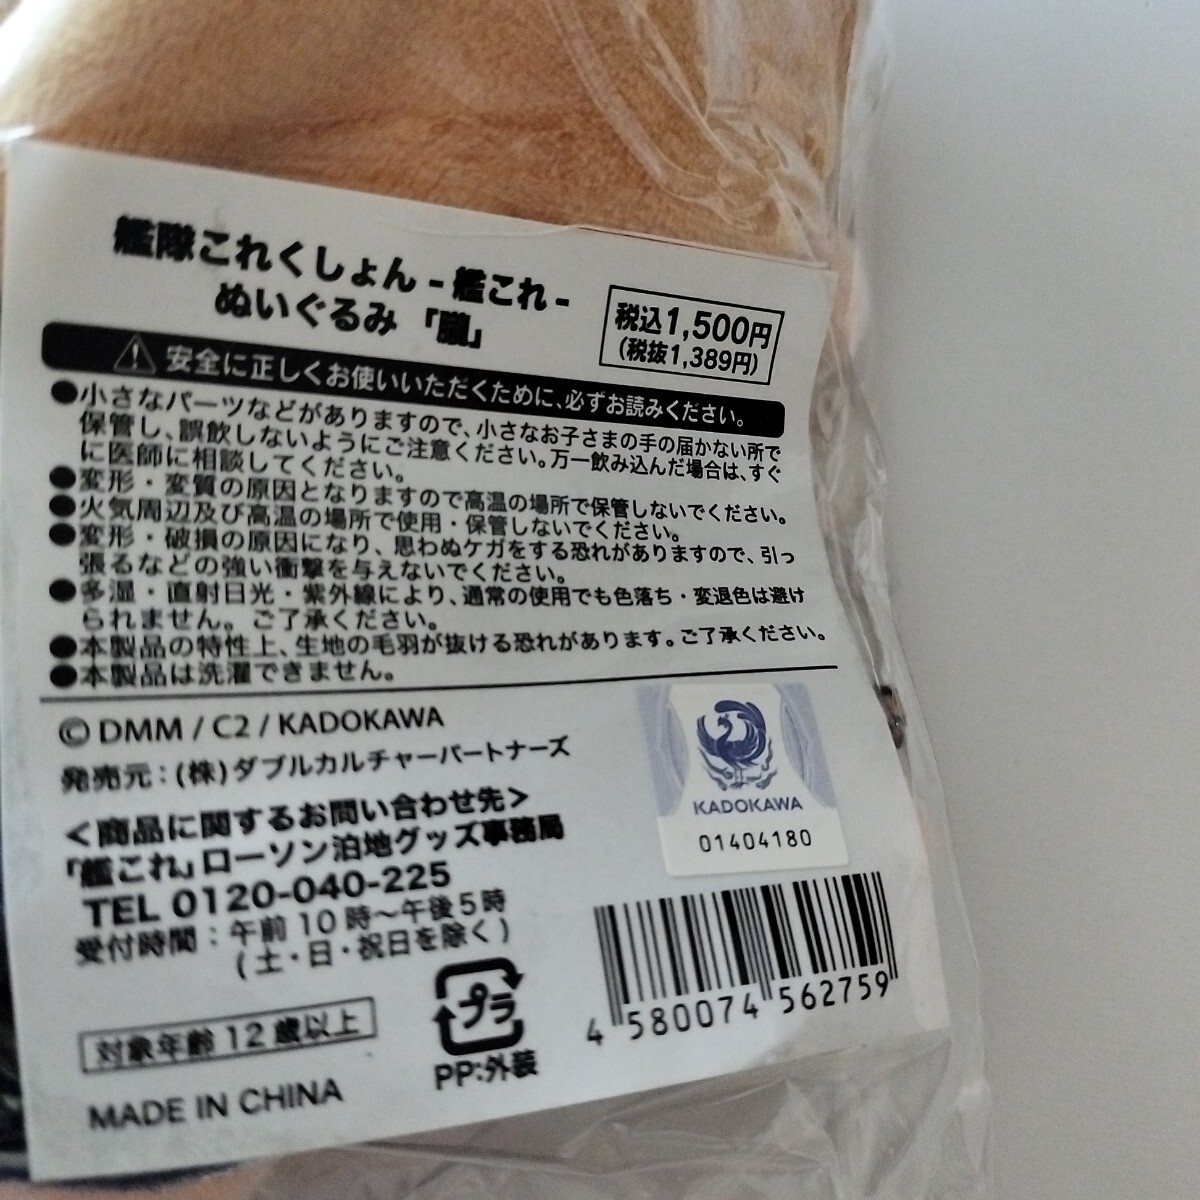 艦隊これくしょん - 艦これ -
ぬいぐるみ 「朧」
税込1,500円
(税抜1,389円)
安全に正しくお使いいただくために、必ずお読みください。
●小さなパーツなどがありますので、小さなお子さまの手の届かない所で
保管し、誤飲しないようにご注意ください。万一飲み込んだ場合は、すぐ
に医師に相談してください。
●変形・変質の原因となりますので高温の場所で保管しないでください。
●火気周辺及び高温の場所で使用・保管しないでください。
●変形・破損の原因になり、思わぬケガをする恐れがありますので、引っ
張るなどの強い衝撃を与えないでください。
●多湿・直射日光・紫外線により、通常の使用でも色落ち・変退色は避け
られません。ご了承ください。
●本製品の特性上、生地の毛羽が抜ける恐れがあります。ご了承ください。
●本製品は洗濯できません。
© DMM / C2 / KADOKAWA
発売元:(株)ダブルカルチャーパートナーズ
<商品に関するお問い合わせ先>
「艦これ」ローソン泊地グッズ事務局
TEL 0120-040-225
受付時間:午前10時~午後5時
(土・日・祝日を除く)
KADOKAWA
01404180
対象年齢12歳以上
プラ
PP:外装
4 580074 562759
MADE IN CHINA